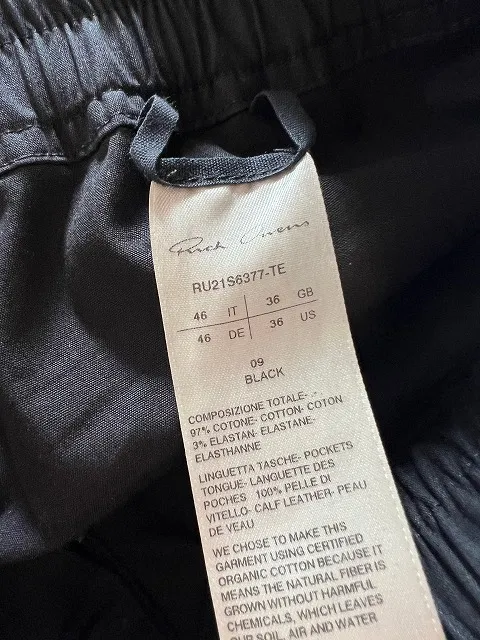 Rick Owens
RU21S6377-TE
46 IT 36 GB
46 DE 36 US
09
BLACK
COMPOSIZIONE TOTALE-
97% COTONE- COTTON- COTON
3% ELASTAN- ELASTANE-
ELASTHANNE
LINGUETTA TASCHE- POCKETS
TONGUE- LANGUETTE DES
POCHES 100% PELLE DI
VITELLO- CALF LEATHER- PEAU
DE VEAU
WE CHOSE TO MAKE THIS
GARMENT USING CERTIFIED
ORGANIC COTTON BECAUSE IT
MEANS THE NATURAL FIBER IS
GROWN WITHOUT HARMFUL
CHEMICALS, WHICH LEAVES
OUR SOIL, AIR AND WATER